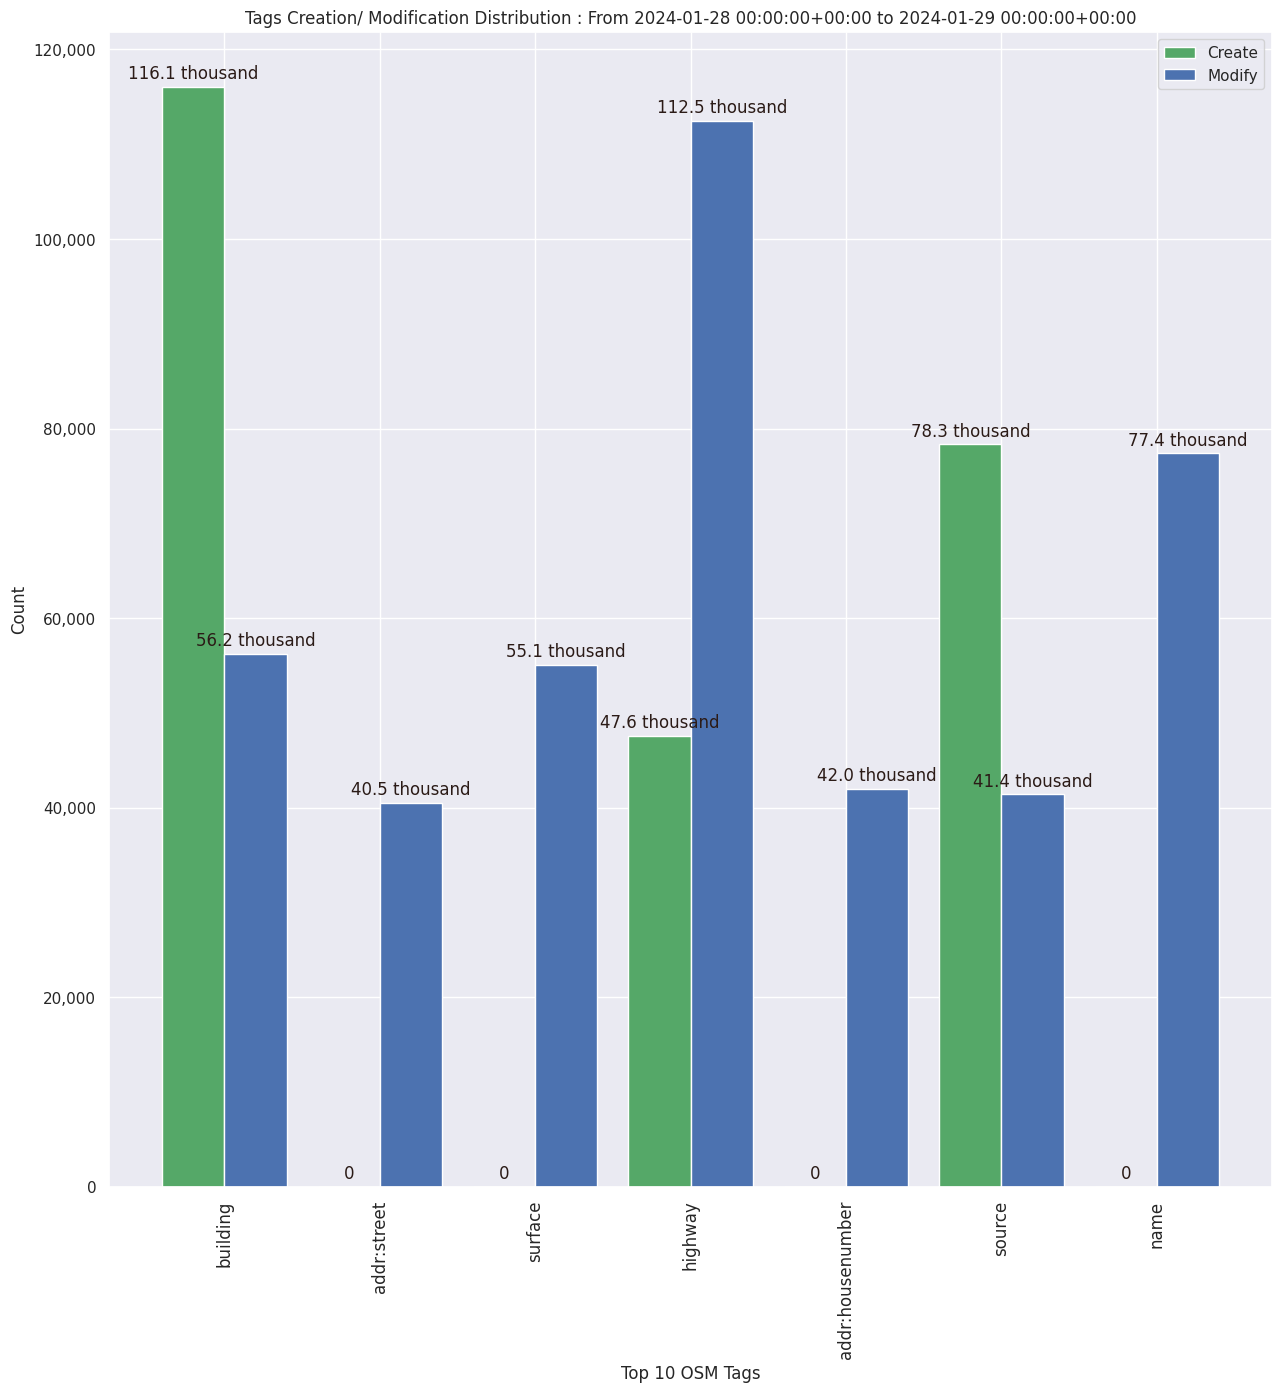 Tags Creation/ Modification Distribution : From 2024-01-28 00:00:00+00:00 to 2024-01-29 00:00:00+00:00
Create
Modify
120,000
100,000
80,000
60,000
40,000
20,000
0
Count
116.1 thousand
112.5 thousand
78.3 thousand
77.4 thousand
56.2 thousand
55.1 thousand
47.6 thousand
42.0 thousand
41.4 thousand
40.5 thousand
0
0
0
0
building
addr:street
surface
highway
addr:housenumber
source
name
Top 10 OSM Tags